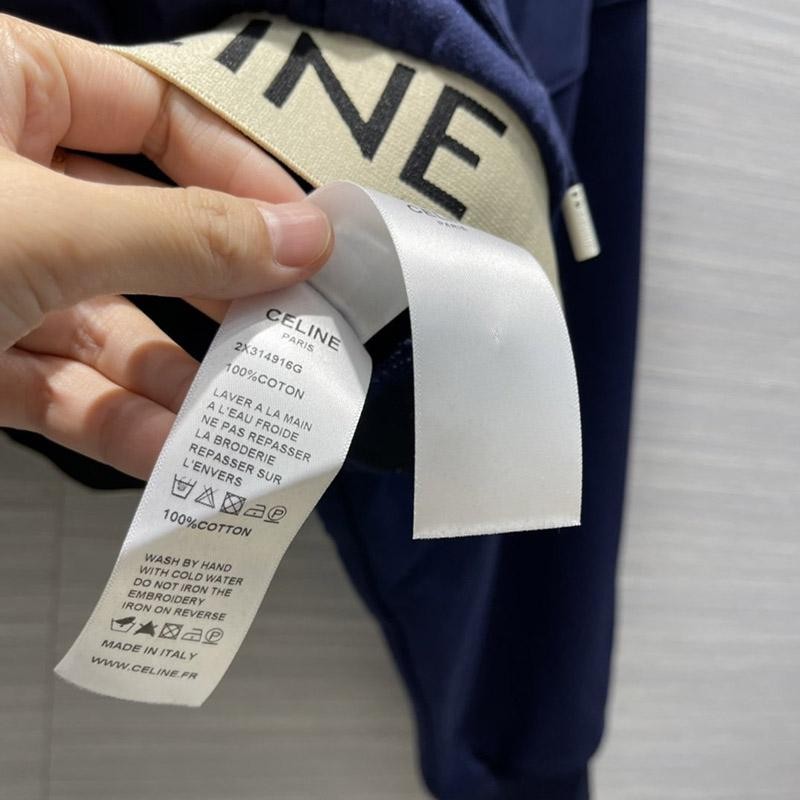 INE
CELINE
PARIS
CELINE
PARIS
2X314916G
100%COTON
LAVER A LA MAIN
A L'EAU FROIDE
NE PAS REPASSER
LA BRODERIE
REPASSER SUR
L'ENVERS
P
100%COTTON
WASH BY HAND
WITH COLD WATER
DO NOT IRON THE
EMBROIDERY
IRON ON REVERSE
P
MADE IN ITALY
WWW.CELINE.FR